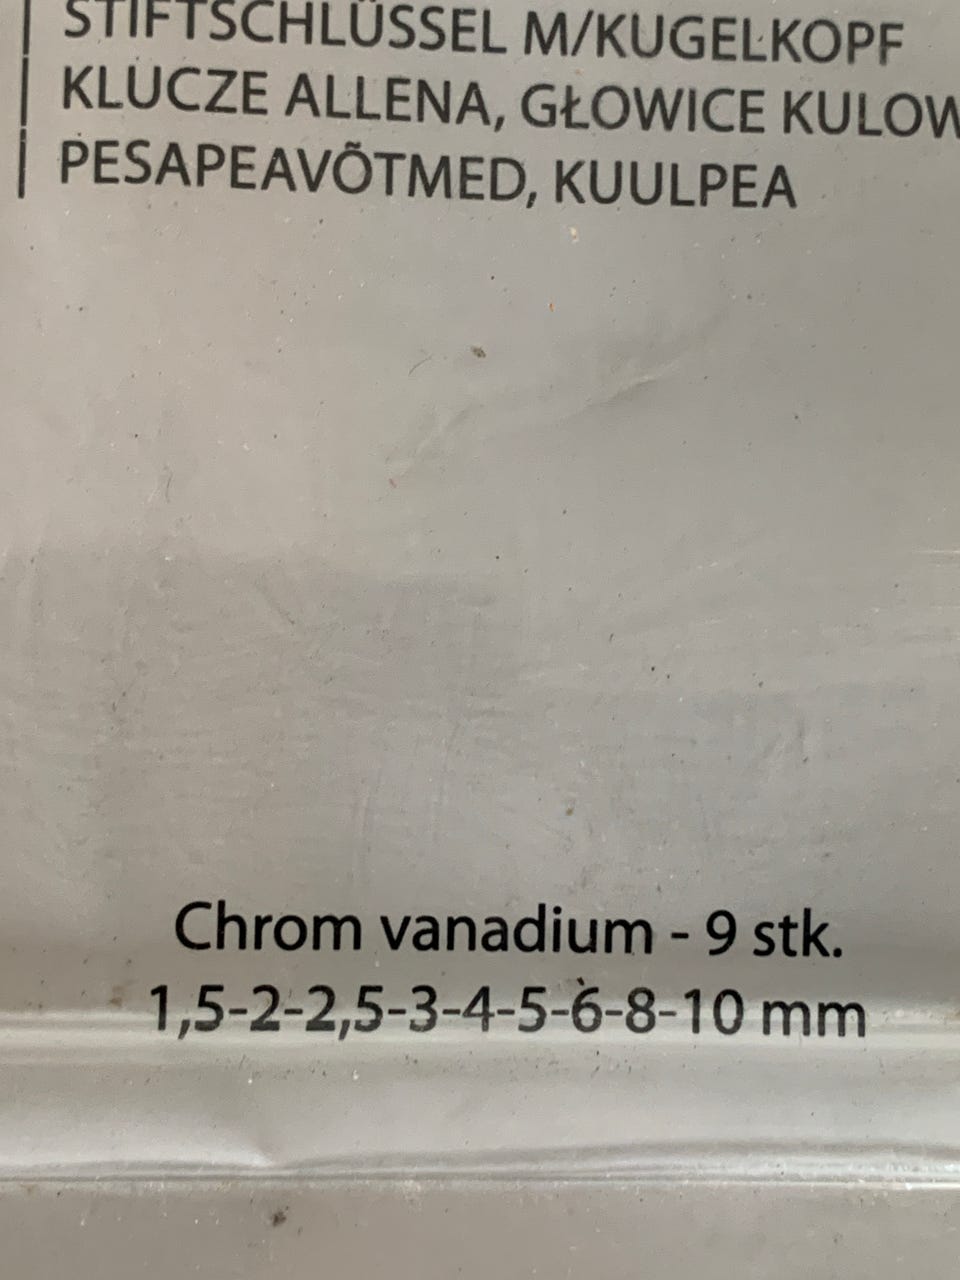 STIFTSCHLÜSSEL M/KUGELKOPF
KLUCZE ALLENA, GŁOWICE KULOW
PESAPEAVÕTMED, KUULPEA
Chrom vanadium - 9 stk.
1,5-2-2,5-3-4-5-6-8-10 mm